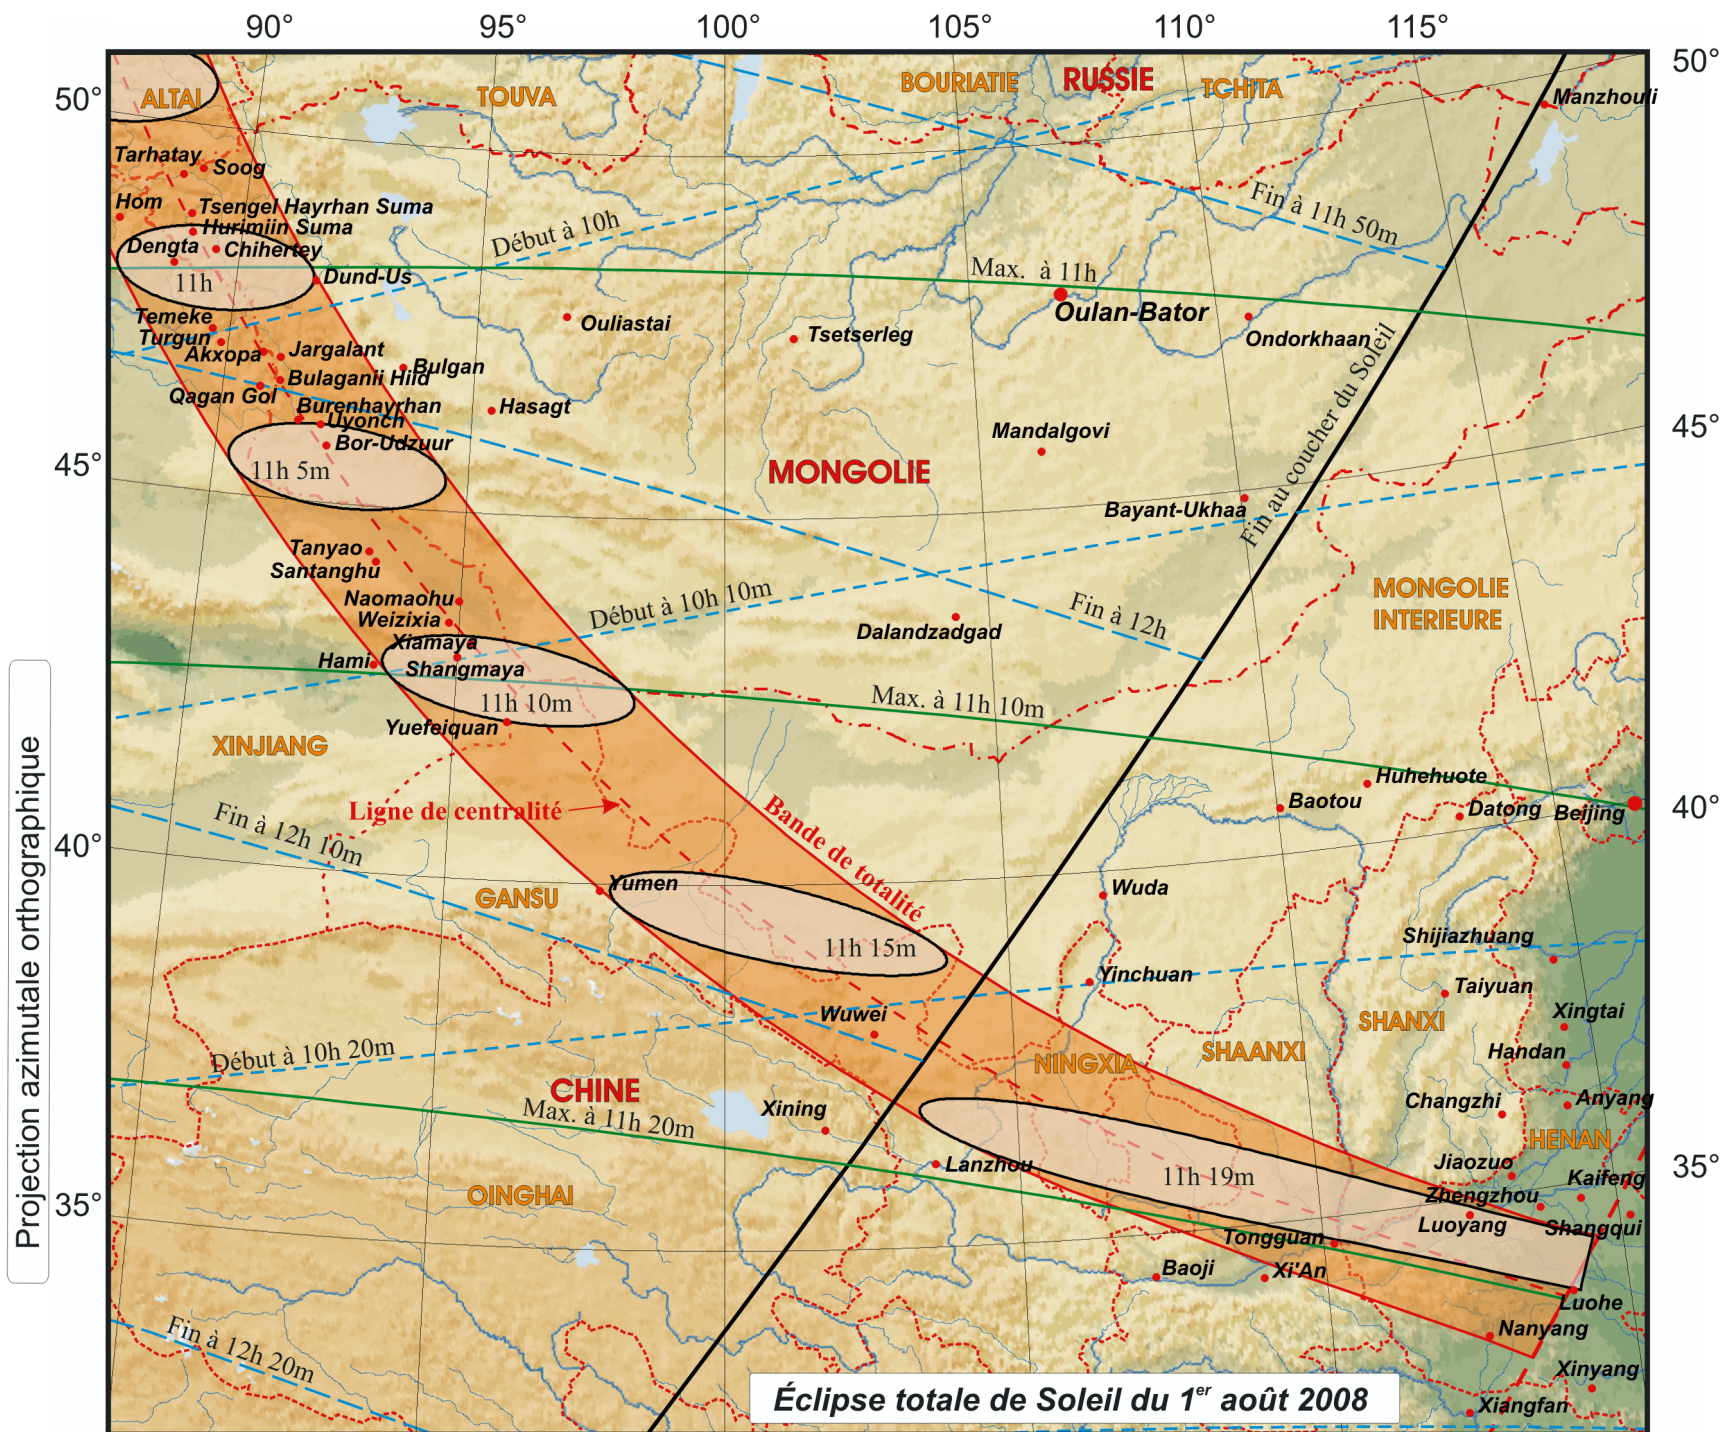 90° 95° 100° 105° 110° 115°
50°
50°
ALTAI
TOUVA
BOURIATIE
RUSSIE
TCHITA
Manzhouli
Tarhatay
Soog
Hom
Tsengel Hayrhan Suma
Hurimiin Suma
Dengta
Chihertey
11h
Dund-Us
Début à 10h
Fin à 11h 50m
Max. à 11h
Oulan-Bator
Temeke
Turgun
Akxopa
Jargalant
Bulgan
Bulaganii Hild
Qagan Gol
Burenhayrhan
Uyonch
Bor-Udzuur
Ouliastai
Tsetserleg
Ondorkhaan
Hasagt
Mandalgovi
45°
45°
11h 5m
MONGOLIE
Bayant-Ukhaa
Fin au coucher du Soleil
Tanyao
Santanghu
Naomaohu
Weizixia
Xiamaya
Hami
Shangmaya
11h 10m
Yuefeiquan
Début à 10h 10m
Fin à 12h
Dalandzadgad
MONGOLIE
INTERIEURE
Max. à 11h 10m
XINJIANG
Ligne de centralité
Bande de totalité
Huhehuote
Baotou
Datong
Beijing
40°
40°
Fin à 12h 10m
GANSU
Yumen
11h 15m
Wuda
Shijiazhuang
Yinchuan
Taiyuan
Wuwei
Xingtai
SHANXI
Handan
Début à 10h 20m
NINGXIA
SHAANXI
CHINE
Max. à 11h 20m
Xining
Changzhi
Anyang
HENAN
Lanzhou
11h 19m
Jiaozuo
Kaifeng
35°
35°
OINGHAI
Zhengzhou
Luoyang
Shangqui
Tongguan
Baoji
Xi'An
Luohe
Nanyang
Fin à 12h 20m
Xinyang
Xiangfan
Éclipse totale de Soleil du 1er août 2008
Projection azimutale orthographique